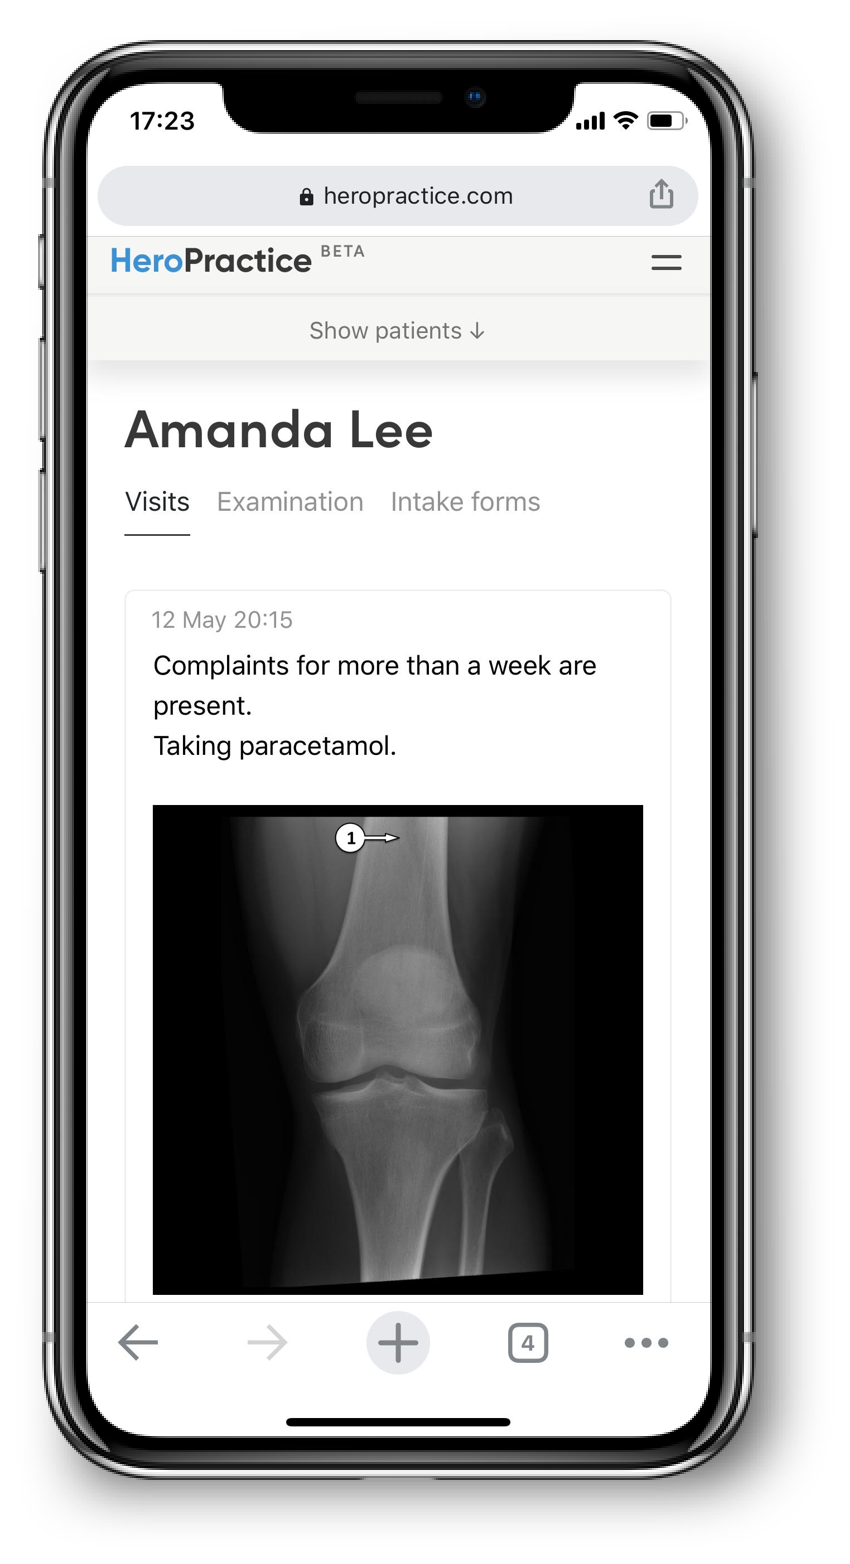 17:23
heropractice.com
HeroPractice BETA
Show patients ↓
Amanda Lee
Visits Examination Intake forms
12 May 20:15
Complaints for more than a week are
present.
Taking paracetamol.
1
4